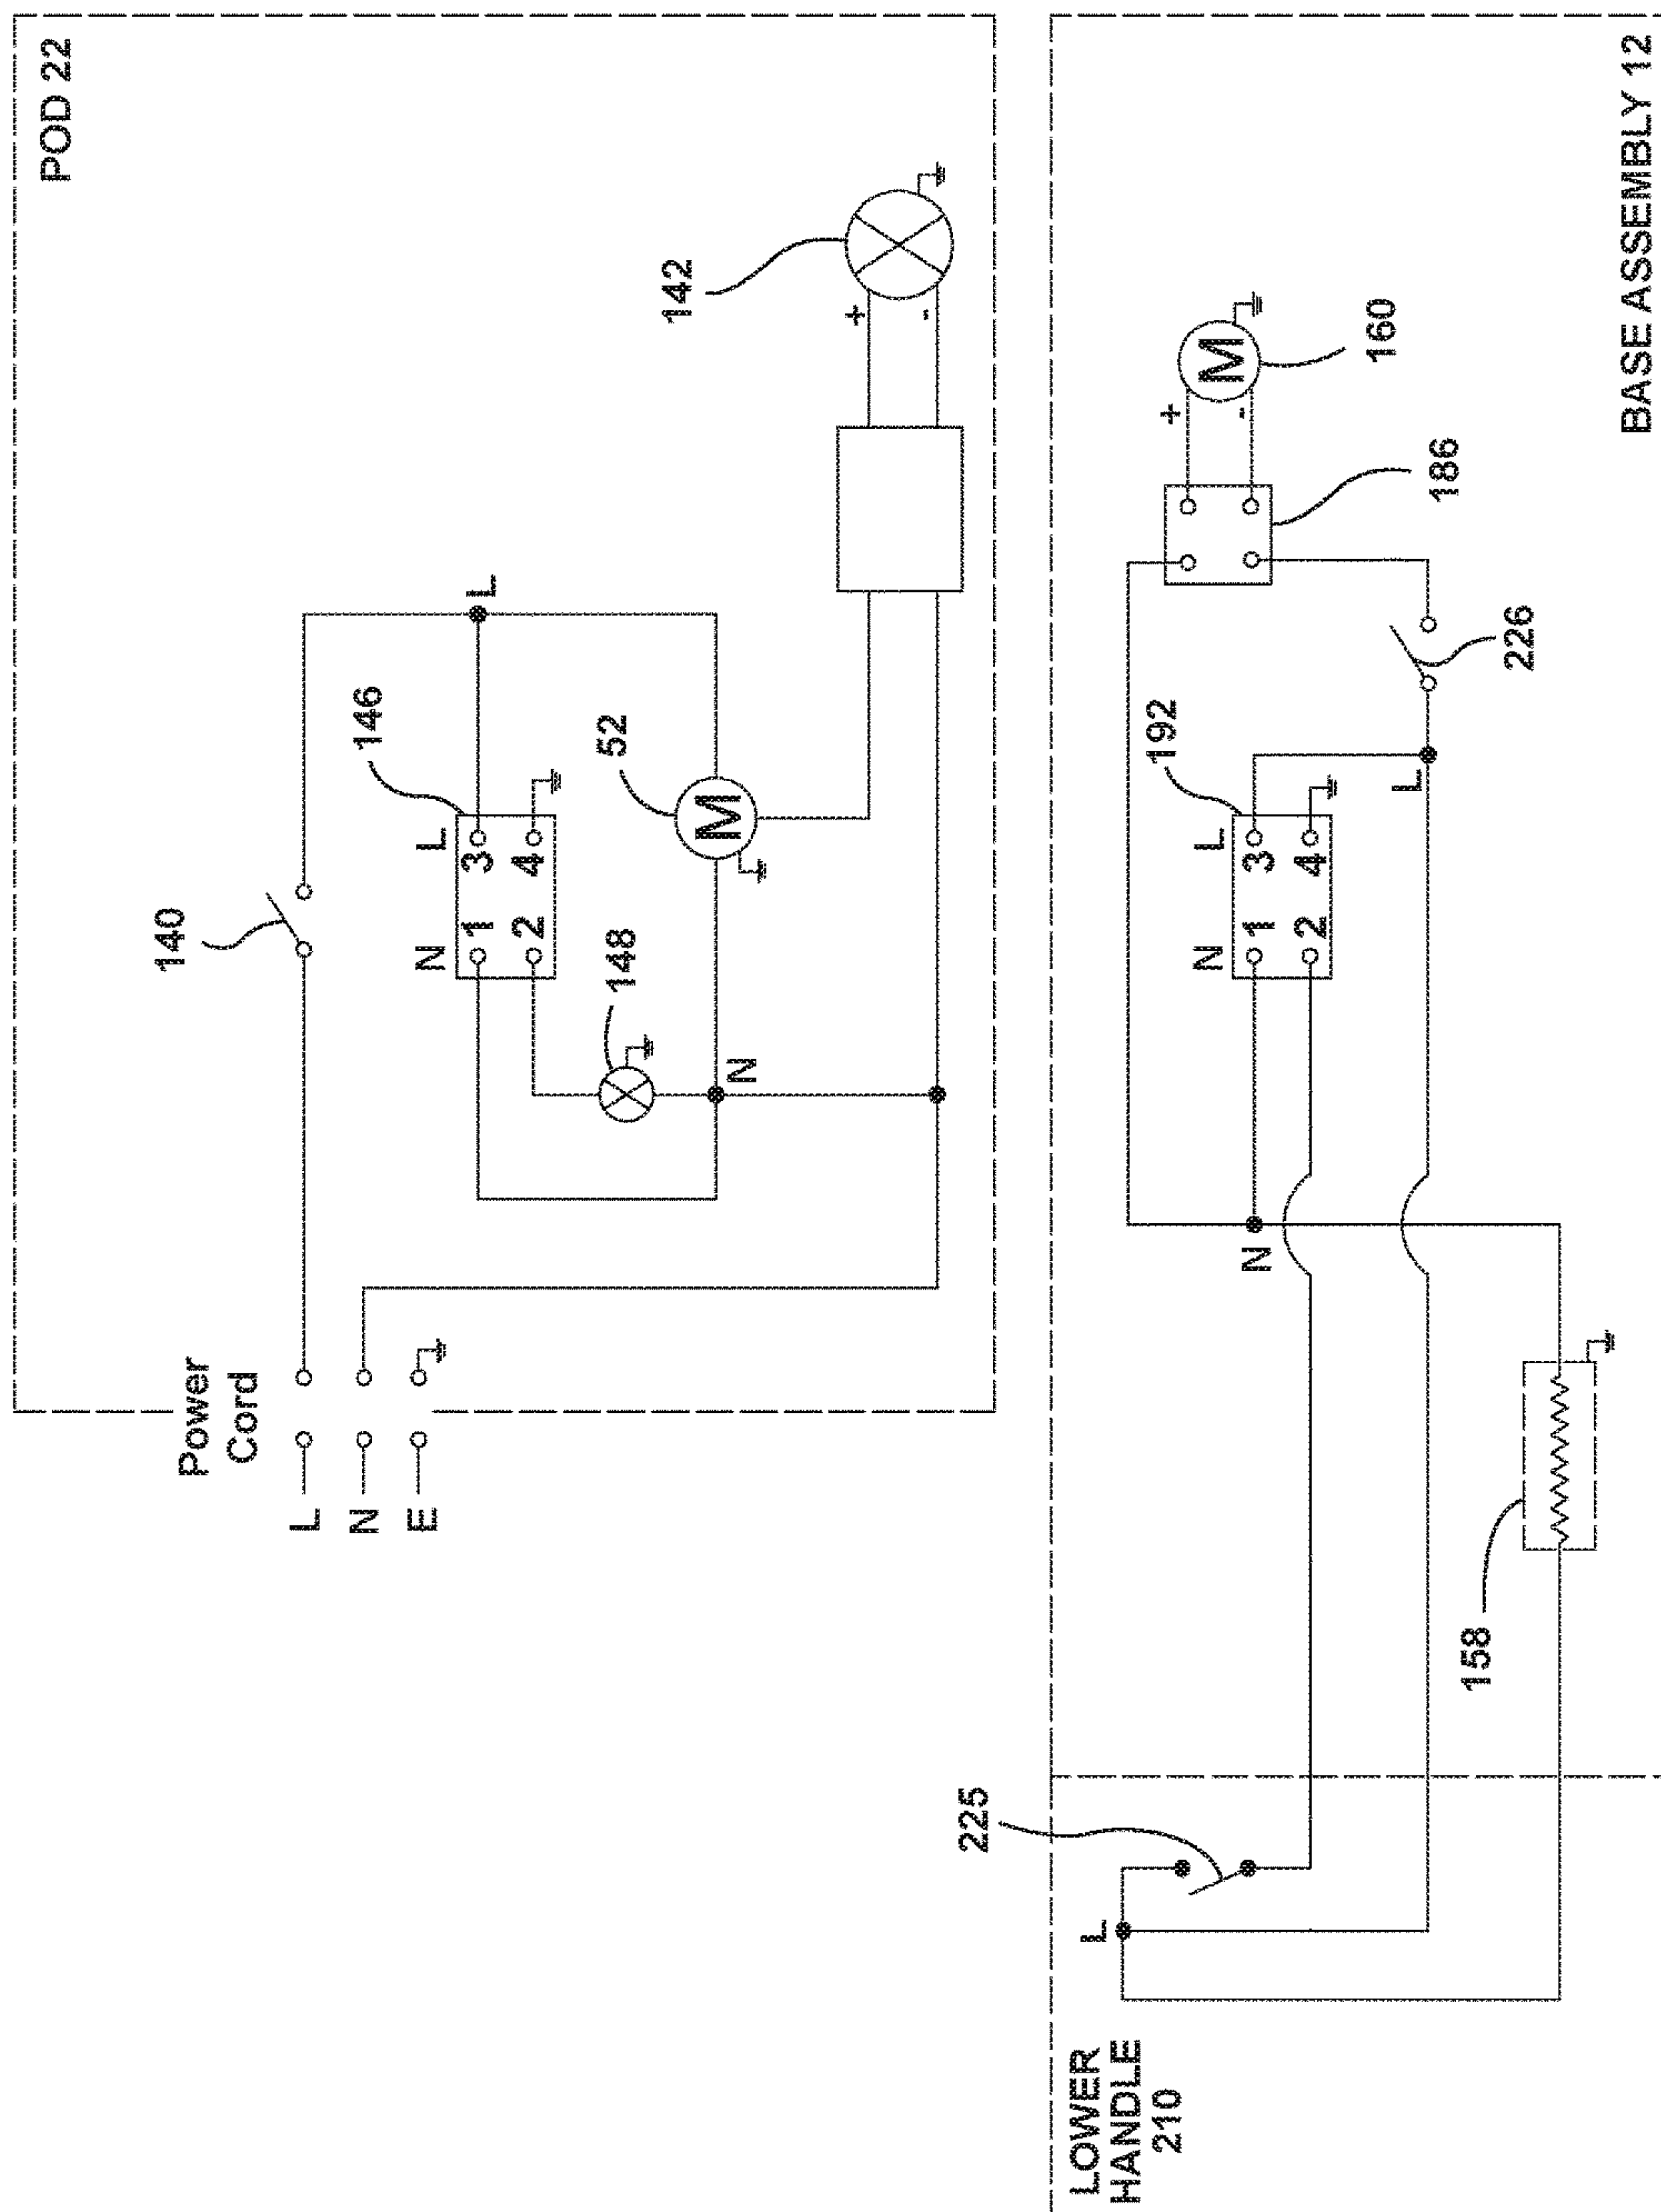 POD 22
Power
Cord
L
N
E
140
146
N
L
1
3
2
4
L
148
52
M
N
142
+
-
BASE ASSEMBLY 12
192
N
L
1
3
2
4
N
L
226
186
+
-
M
160
158
LOWER
HANDLE
210
L
225